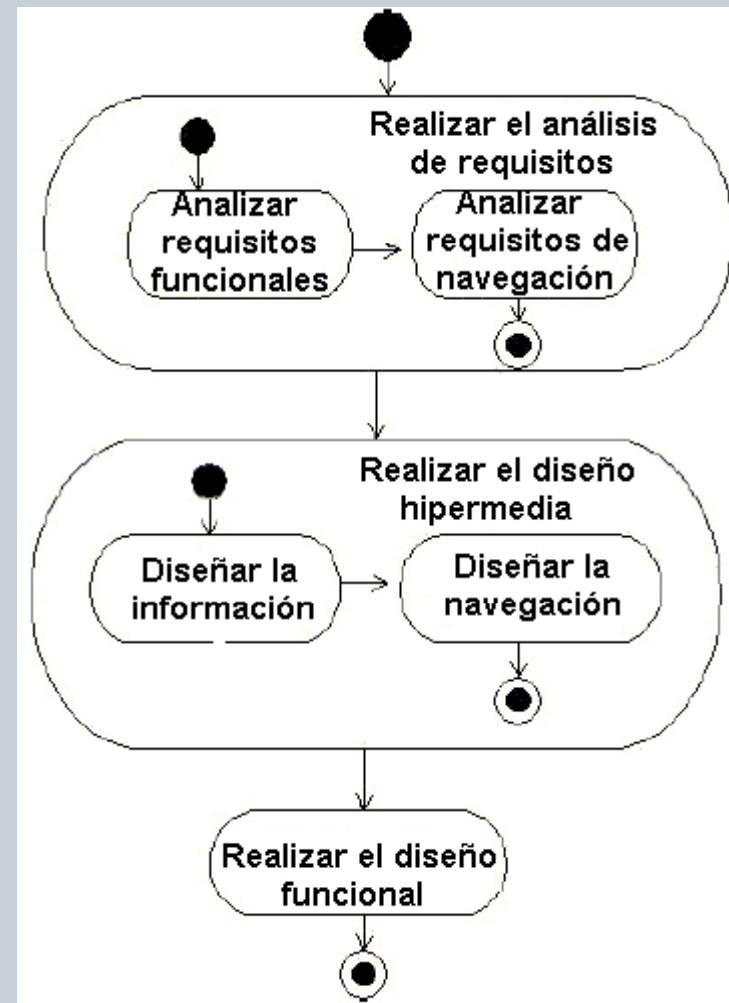 Realizar el análisis
de requisitos
Analizar
requisitos
funcionales
Analizar
requisitos de
navegación
Realizar el diseño
hipermedia
Diseñar la
información
Diseñar la
navegación
Realizar el diseño
funcional